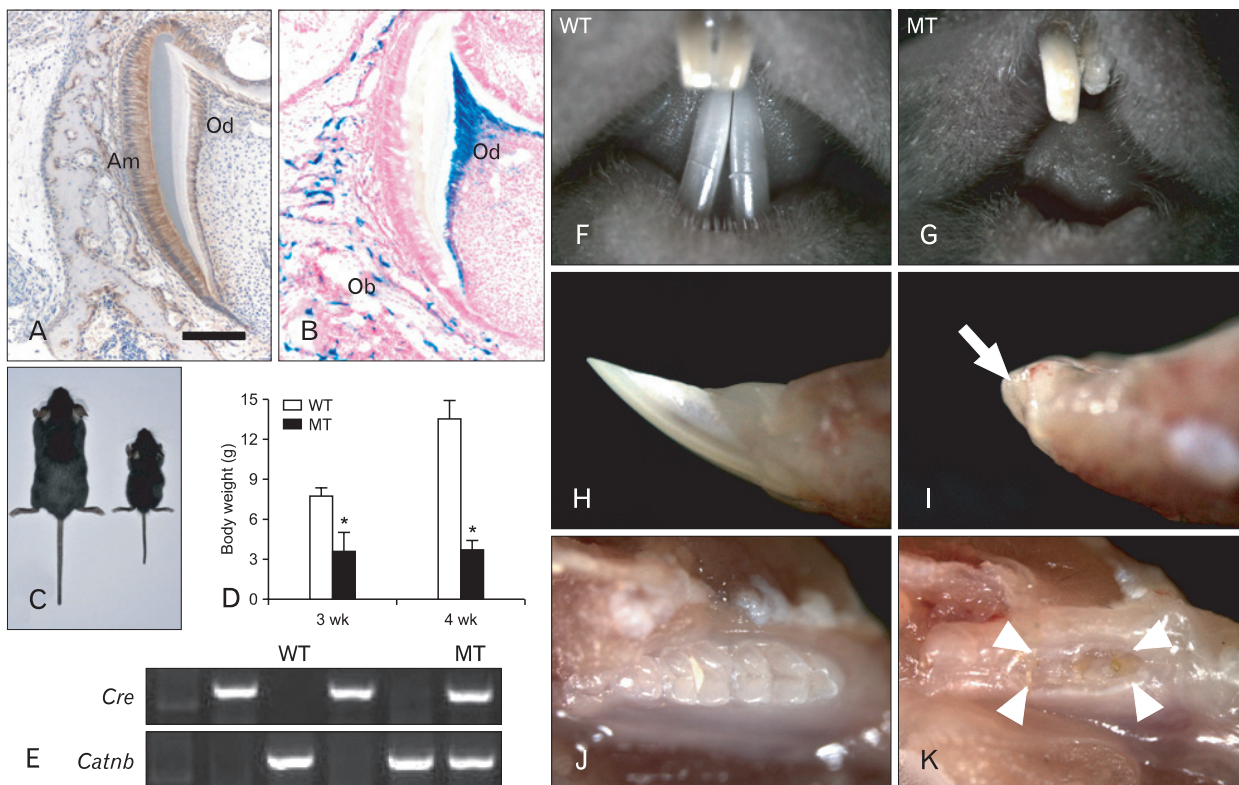 Am
Od
A
Od
Ob
B
C
Body weight (g)
15
12
9
6
3
0
WT
MT
*
*
3 wk
4 wk
D
WT
MT
Cre
Catnb
E
WT
F
MT
G
H
I
J
K